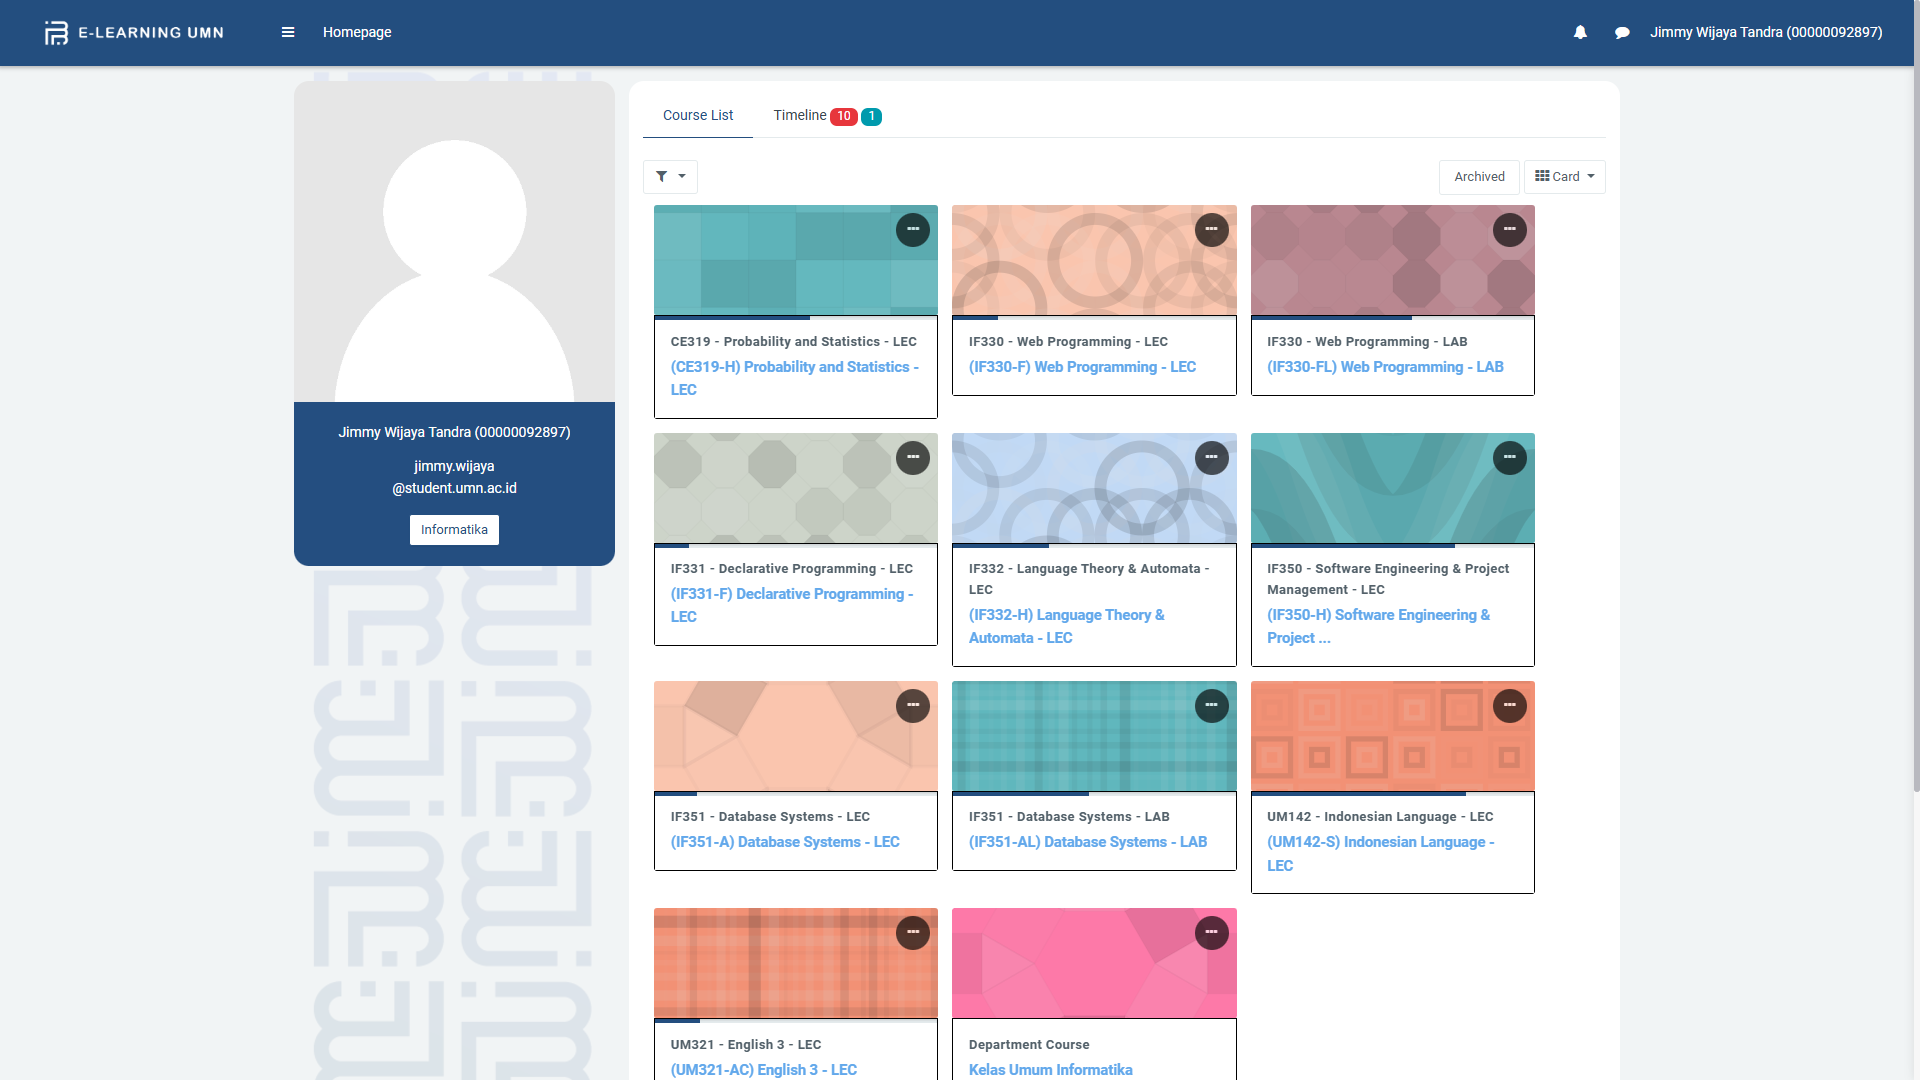 E-LEARNING UMN
Homepage
Jimmy Wijaya Tandra (00000092897)
Jimmy Wijaya Tandra (00000092897)
jimmy.wijaya
@student.umn.ac.id
Informatika
Course List
Timeline 10 1
Archived
Card
CE319 - Probability and Statistics - LEC
(CE319-H) Probability and Statistics -
LEC
IF330 - Web Programming - LEC
(IF330-F) Web Programming - LEC
IF330 - Web Programming - LAB
(IF330-FL) Web Programming - LAB
IF331 - Declarative Programming - LEC
(IF331-F) Declarative Programming -
LEC
IF332 - Language Theory & Automata -
LEC
(IF332-H) Language Theory &
Automata - LEC
IF350 - Software Engineering & Project
Management - LEC
(IF350-H) Software Engineering &
Project ...
IF351 - Database Systems - LEC
(IF351-A) Database Systems - LEC
IF351 - Database Systems - LAB
(IF351-AL) Database Systems - LAB
UM142 - Indonesian Language - LEC
(UM142-S) Indonesian Language -
LEC
UM321 - English 3 - LEC
(UM321-AC) English 3 - LEC
Department Course
Kelas Umum Informatika